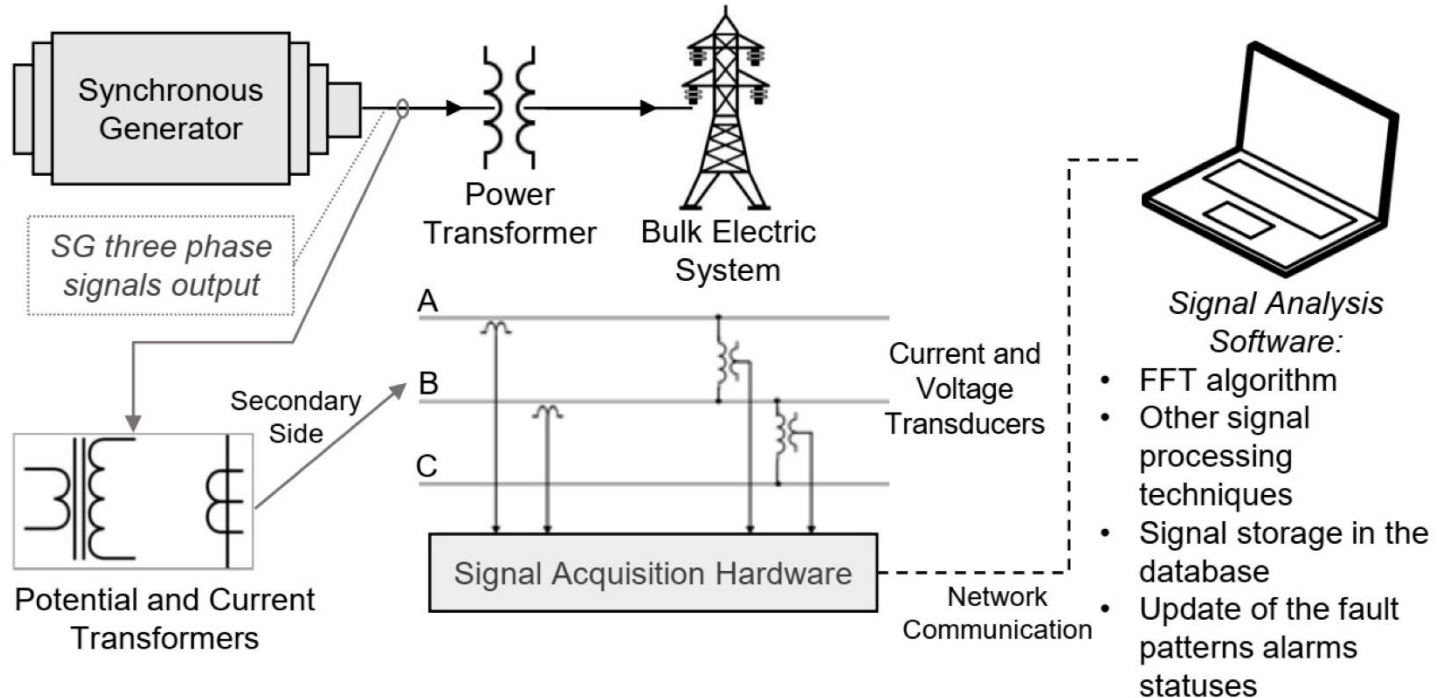 Synchronous
Generator
SG three phase
signals output
Power
Transformer
Bulk Electric
System
A
B
C
Secondary
Side
Potential and Current
Transformers
Current and
Voltage
Transducers
Signal Acquisition Hardware
Network
Communication
Signal Analysis
Software:
• FFT algorithm
• Other signal
processing
techniques
• Signal storage in the
database
• Update of the fault
patterns alarms
statuses